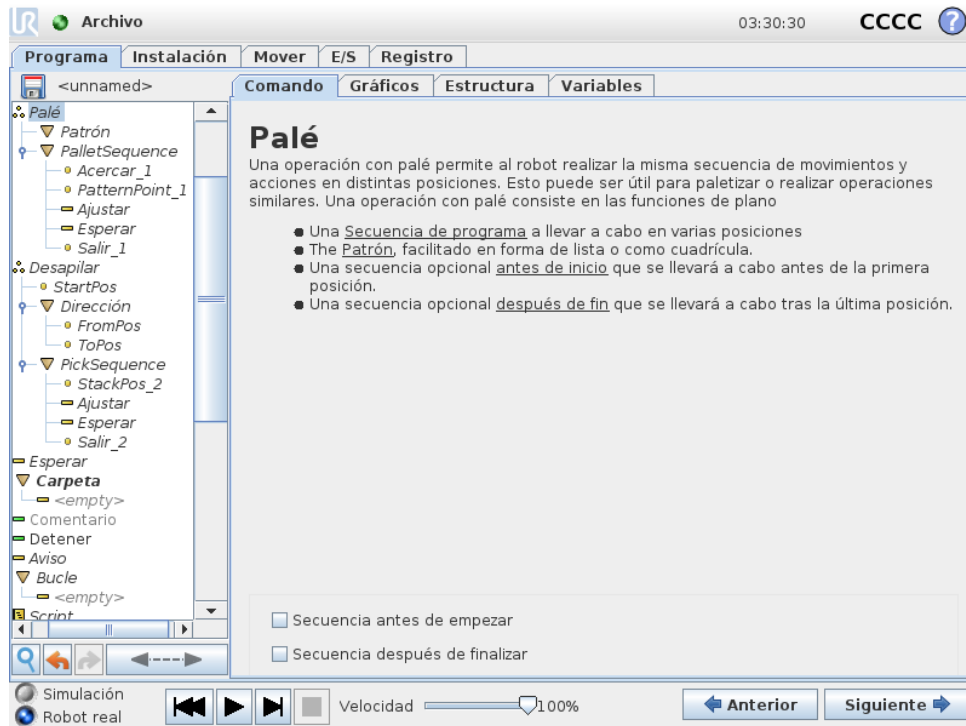 UR Archivo 03:30:30 CCCC ?
Programa Instalación Mover E/S Registro
<unnamed>
Comando Gráficos Estructura Variables
Palé
Patrón
PalletSequence
Acercar_1
PatternPoint_1
Ajustar
Esperar
Salir_1
Desapilar
StartPos
Dirección
FromPos
ToPos
PickSequence
StackPos_2
Ajustar
Esperar
Salir_2
Esperar
Carpeta
<empty>
Comentario
Detener
Aviso
Bucle
<empty>
Script
Palé
Una operación con palé permite al robot realizar la misma secuencia de movimientos y
acciones en distintas posiciones. Esto puede ser útil para paletizar o realizar operaciones
similares. Una operación con palé consiste en las funciones de plano
Una Secuencia de programa a llevar a cabo en varias posiciones
The Patrón, facilitado en forma de lista o como cuadrícula.
Una secuencia opcional antes de inicio que se llevará a cabo antes de la primera
posición.
Una secuencia opcional después de fin que se llevará a cabo tras la última posición.
Secuencia antes de empezar
Secuencia después de finalizar
Simulación
Robot real
Velocidad 100%
Anterior Siguiente